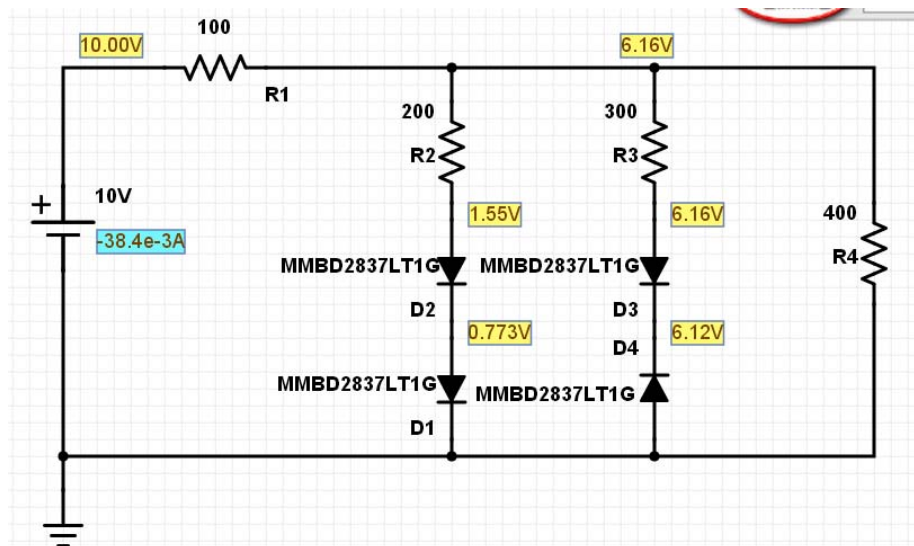 100
10.00V
6.16V
R1
200
300
R2
R3
10V
1.55V
6.16V
400
-38.4e-3A
R4
MMBD2837LT1G
MMBD2837LT1G
D2
D3
0.773V
6.12V
D4
MMBD2837LT1G
MMBD2837LT1G
D1